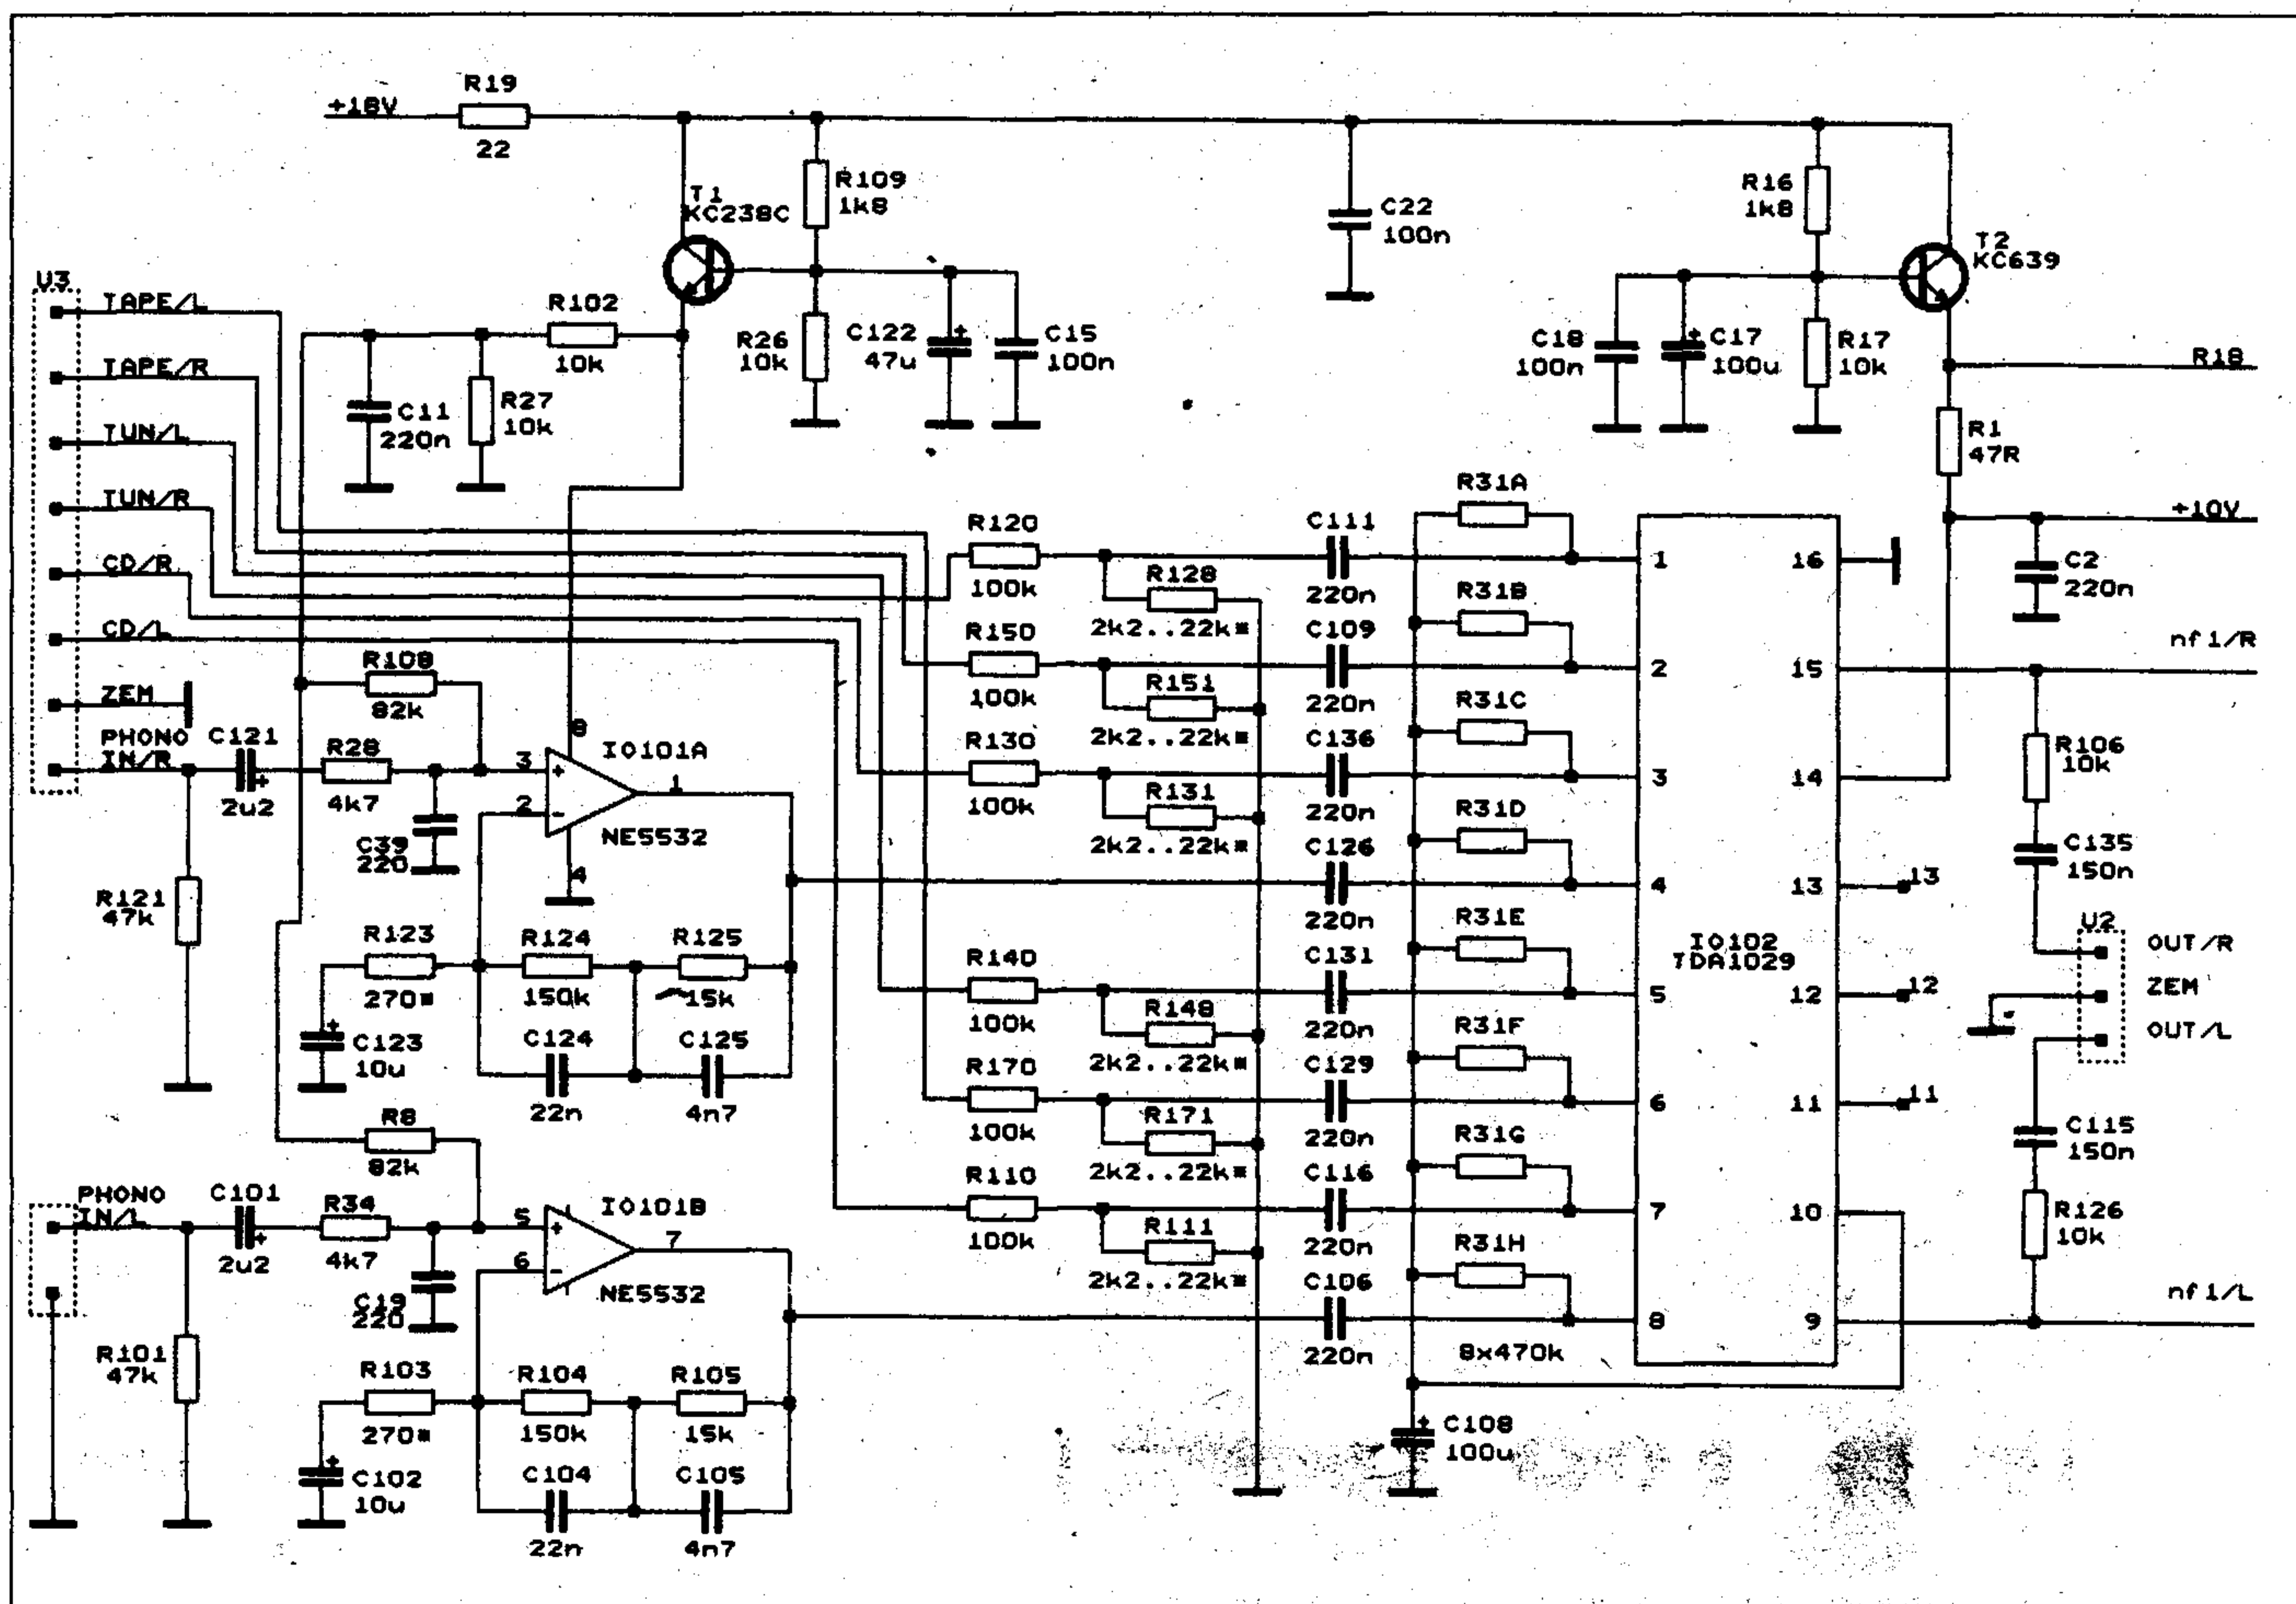 +18V
R19
22
T1
KC238C
R109
1k8
C22
100n
R16
1k8
T2
KC639
U3
TAPE/L
TAPE/R
TUN/L
TUN/R
CD/R
CD/L
ZEM
PHONO
IN/R
R102
10k
C11
220n
R27
10k
R26
10k
C122
47u
+
C15
100n
C18
100n
+
C17
100u
R17
10k
R18
R1
47R
+10V
C2
220n
nf1/R
R108
82k
C121
+
2u2
R28
4k7
C39
220
R121
47k
8
IO101A
3
+
2
-
1
NE5532
4
R123
270*
R124
150k
R125
15k
+
C123
10u
C124
22n
C125
4n7
R8
82k
PHONO
IN/L
C101
+
2u2
R34
4k7
C19
220
R101
47k
5
+
6
-
IO101B
7
NE5532
R103
270*
R104
150k
R105
15k
+
C102
10u
C104
22n
C105
4n7
R120
100k
R128
2k2..22k*
C111
220n
R31A
1
R150
100k
R151
2k2..22k*
C109
220n
R31B
2
R130
100k
R131
2k2..22k*
C136
220n
R31C
3
C126
220n
R31D
4
R140
100k
R148
2k2..22k*
C131
220n
R31E
5
R170
100k
R171
2k2..22k*
C129
220n
R31F
6
R110
100k
R111
2k2..22k*
C116
220n
R31G
7
C106
220n
R31H
8
8x470k
+
C108
100u
IO102
TDA1029
16
15
14
13
13
12
12
11
11
10
9
R106
10k
C135
150n
U2
OUT/R
ZEM
OUT/L
C115
150n
R126
10k
nf1/L